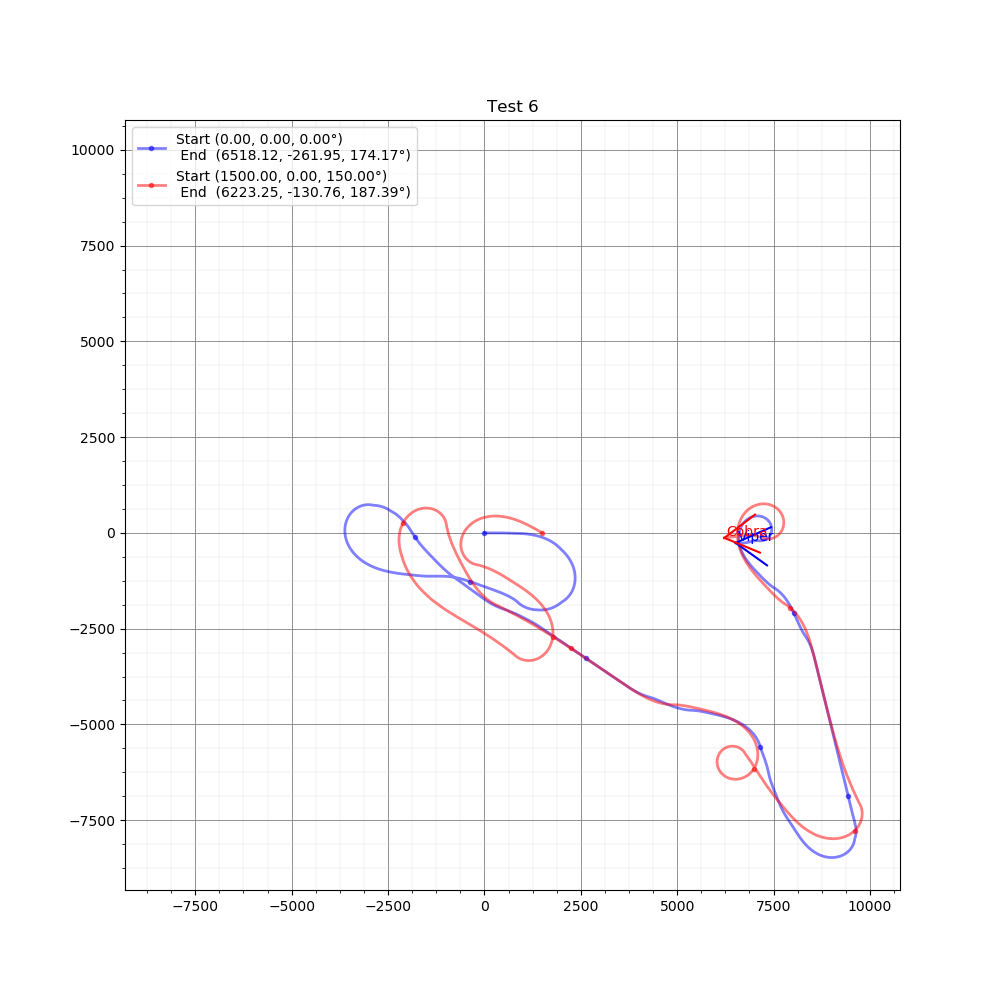 Test 6
Start (0.00, 0.00, 0.00°)
End (6518.12, -261.95, 174.17°)
Start (1500.00, 0.00, 150.00°)
End (6223.25, -130.76, 187.39°)
10000
7500
5000
2500
0
−2500
−5000
−7500
Cobra
Viper
−7500 −5000 −2500 0 2500 5000 7500 10000